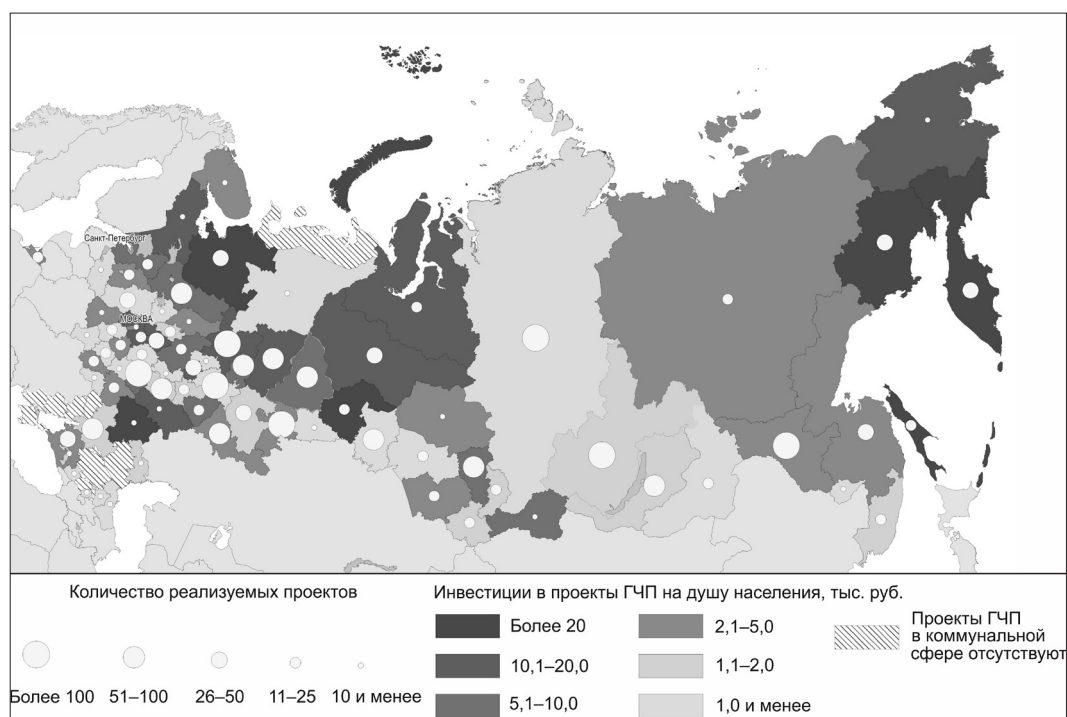 Санкт-Петербург
МОСКВА
Количество реализуемых проектов
Более 100
51–100
26–50
11–25
10 и менее
Инвестиции в проекты ГЧП на душу населения, тыс. руб.
Более 20
10,1–20,0
5,1–10,0
2,1–5,0
1,1–2,0
1,0 и менее
Проекты ГЧП
в коммунальной
сфере отсутствуют